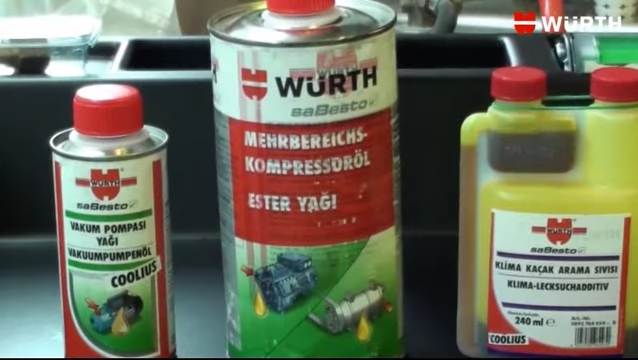 WÜRTH
WÜRTH
saBesto
VAKUM POMPASI
YAĞI
VAKUUMPUMPENÖL
COOLIUS
WÜRTH
saBesto
MEHRBEREICHS-
KOMPRESSORÖL
ESTER YAĞI
WÜRTH
saBesto
KLİMA KAÇAK ARAMA SIVISI
KLIMA-LECKSUCHADDITIV
240 ml e
COOLIUS